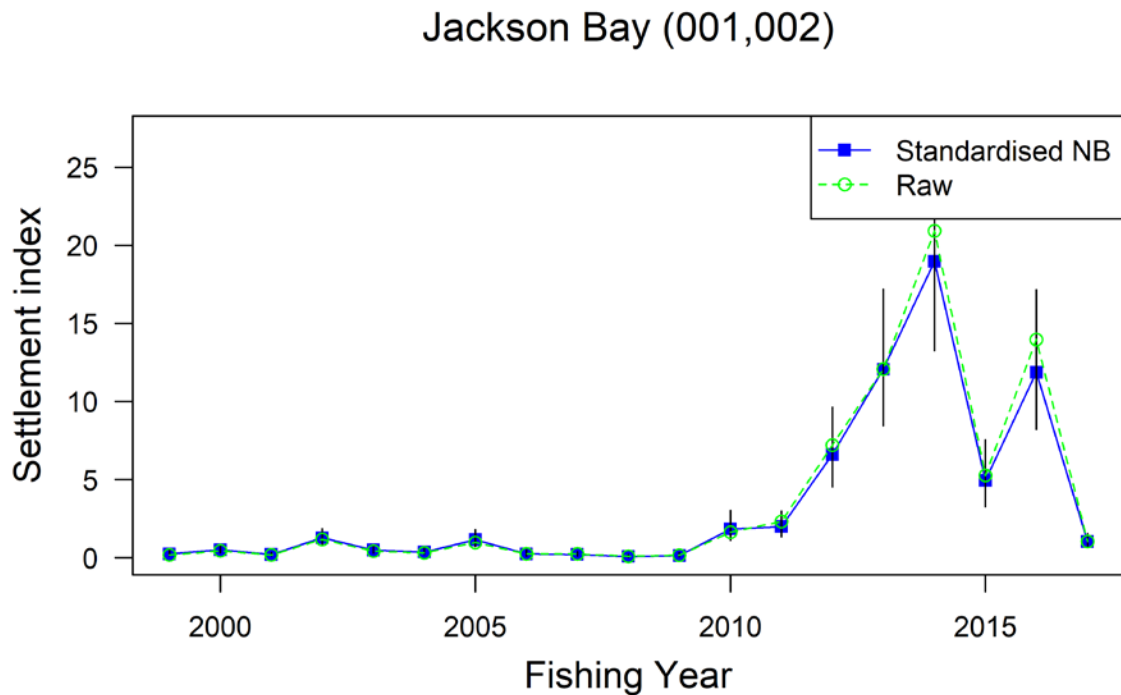 Jackson Bay (001,002)
Standardised NB
Raw
Settlement index
25
20
15
10
5
0
2000 2005 2010 2015
Fishing Year